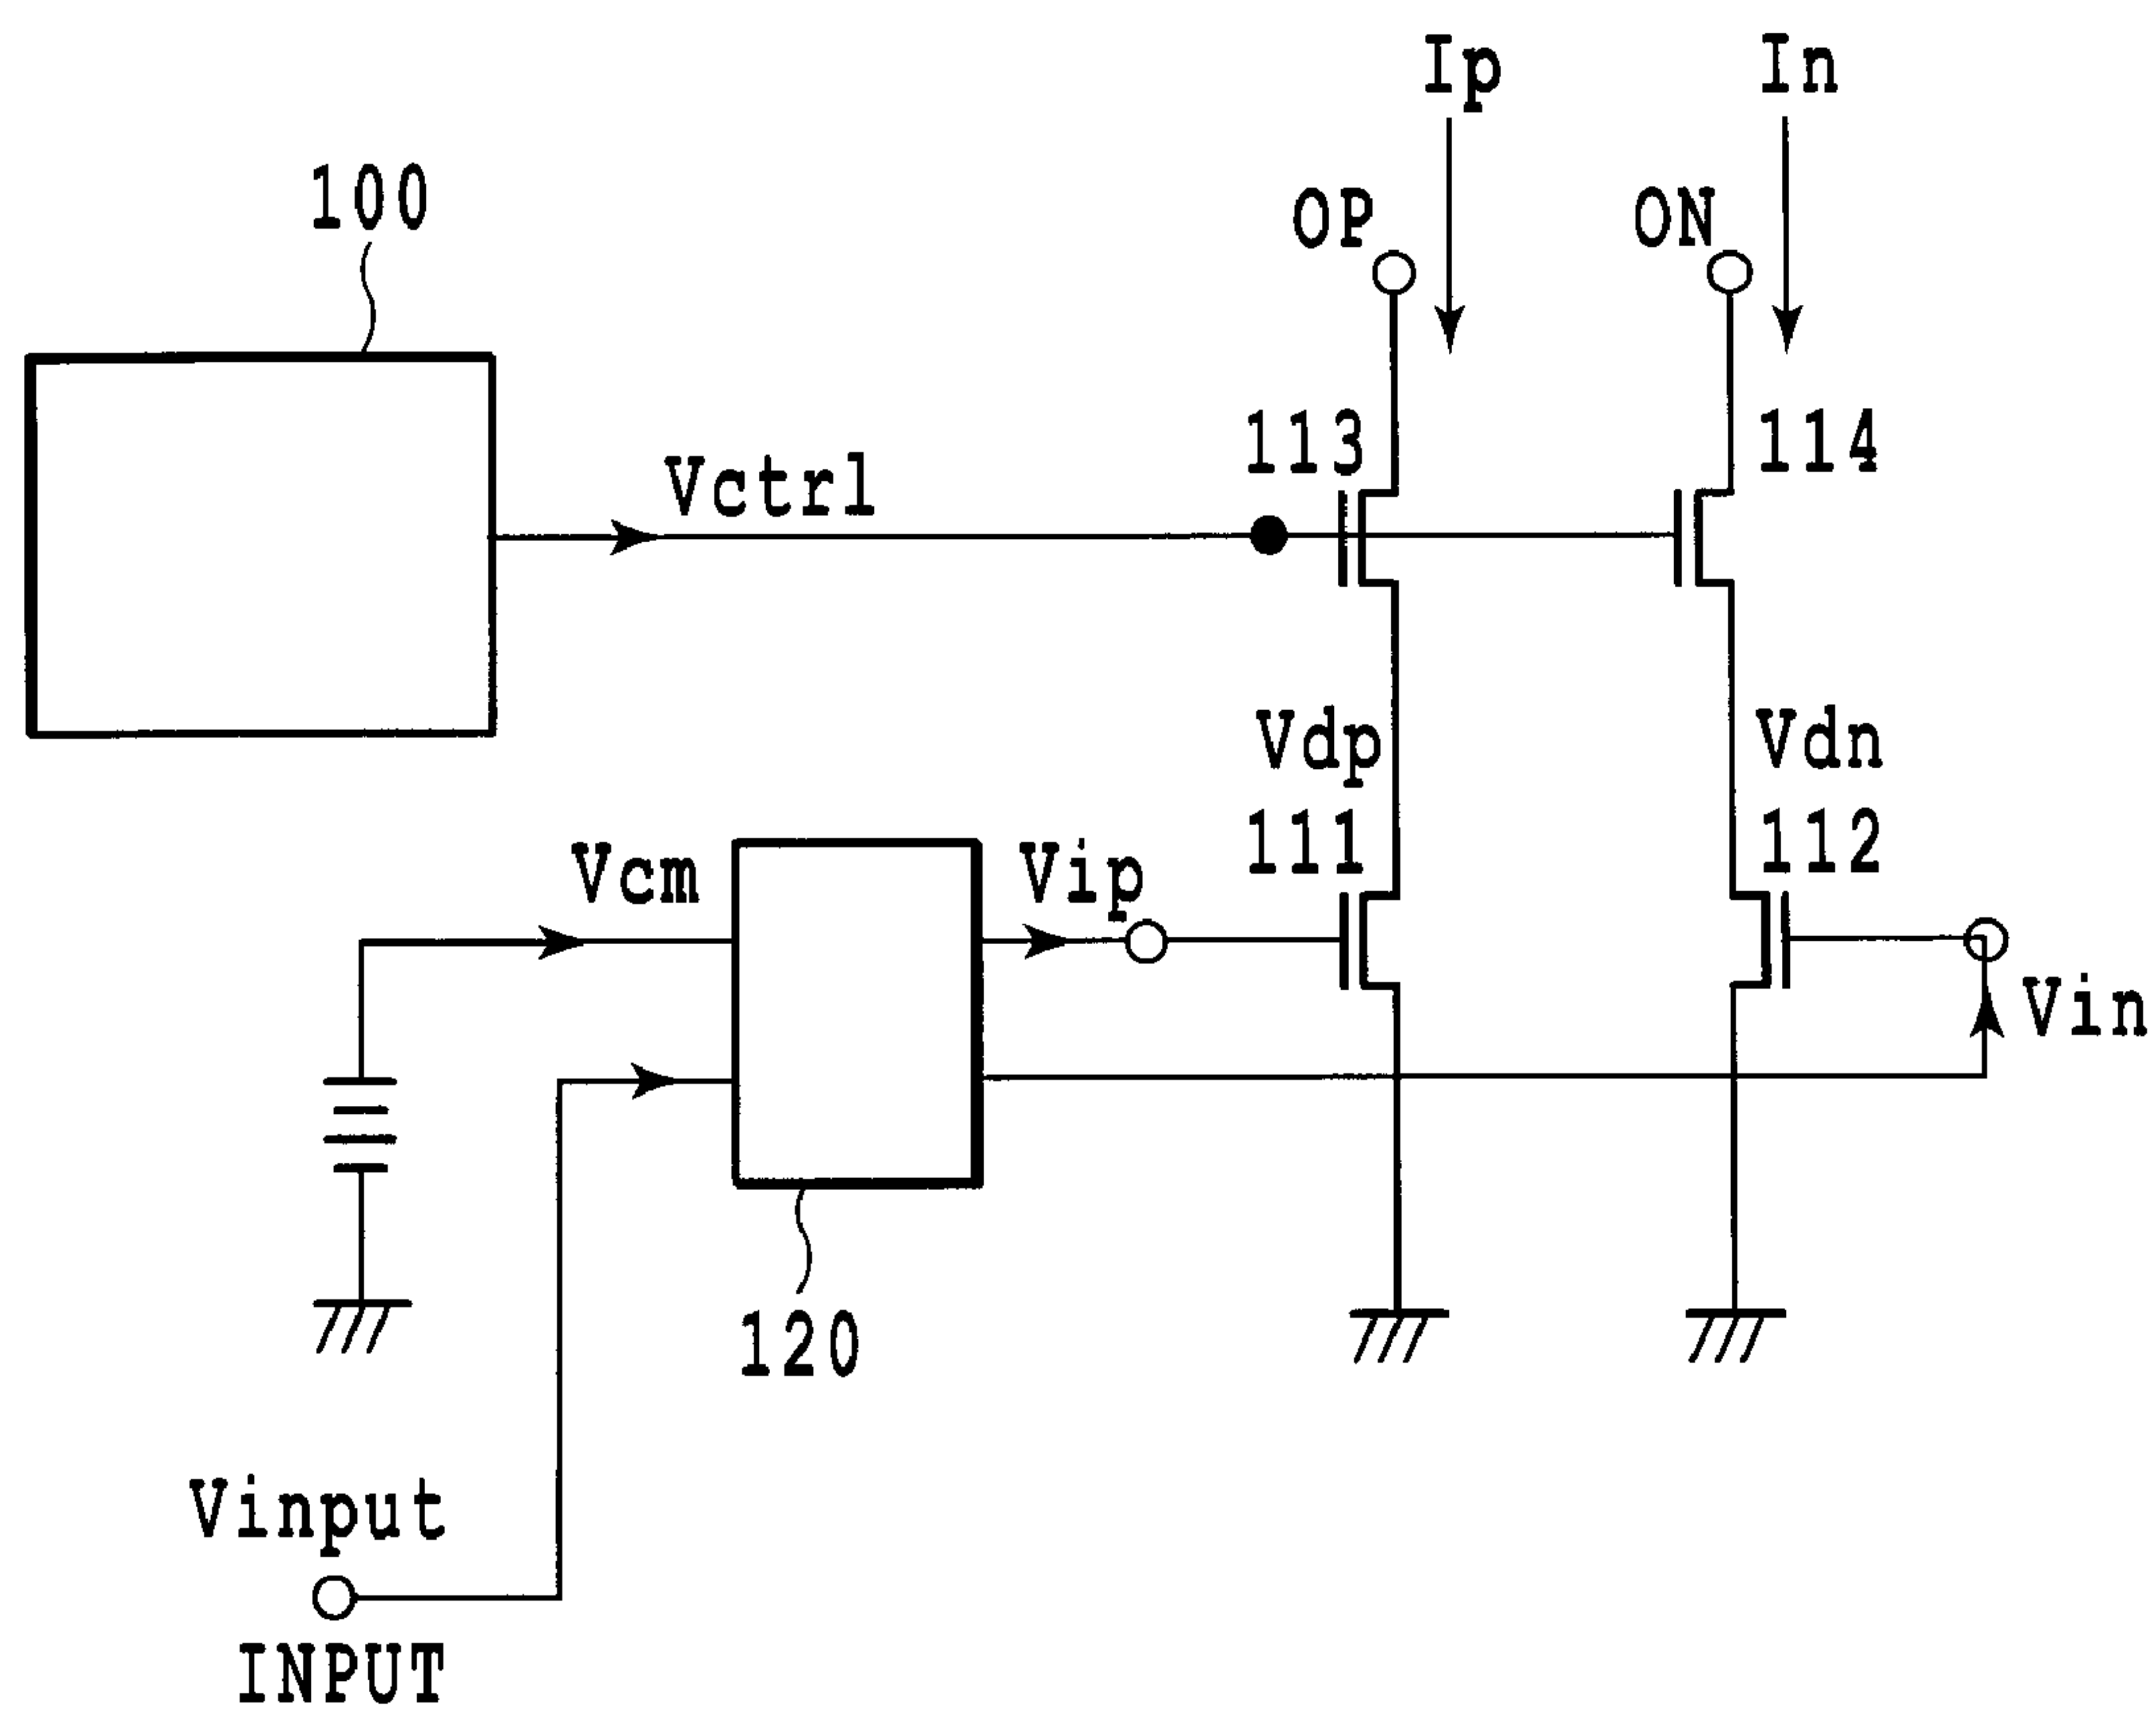 Ip
In
100
OP
ON
113
114
Vctrl
Vdp
Vdn
111
112
Vcm
Vip
Vin
120
Vinput
INPUT